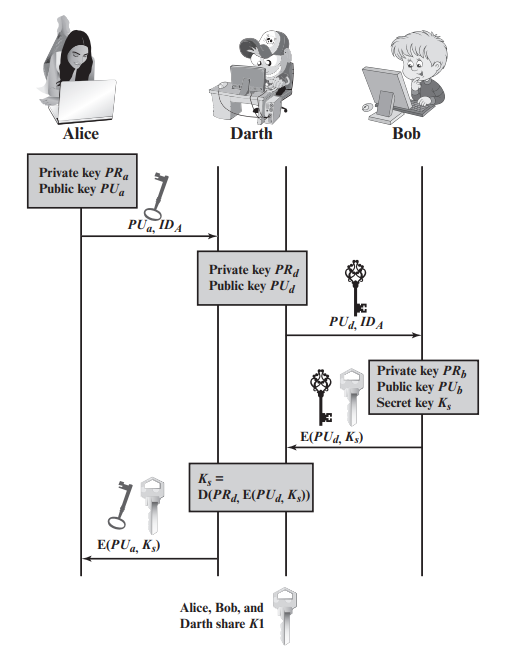 Alice
Darth
Bob
Private key PRa
Public key PUa
PUa, IDA
Private key PRd
Public key PUd
PUd, IDA
Private key PRb
Public key PUb
Secret key Ks
E(PUd, Ks)
Ks =
D(PRd, E(PUd, Ks))
E(PUa, Ks)
Alice, Bob, and
Darth share K1